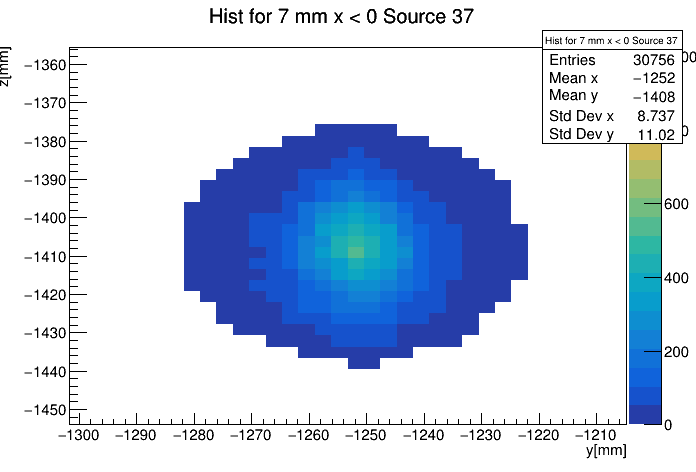 Hist for 7 mm x < 0 Source 37
z[mm]
Hist for 7 mm x < 0 Source 37
Entries 30756
Mean x −1252
Mean y −1408
Std Dev x 8.737
Std Dev y 11.02
−1360
−1370
−1380
−1390
−1400
−1410
−1420
−1430
−1440
−1450
600
400
200
0
−1300 −1290 −1280 −1270 −1260 −1250 −1240 −1230 −1220 −1210
y[mm]